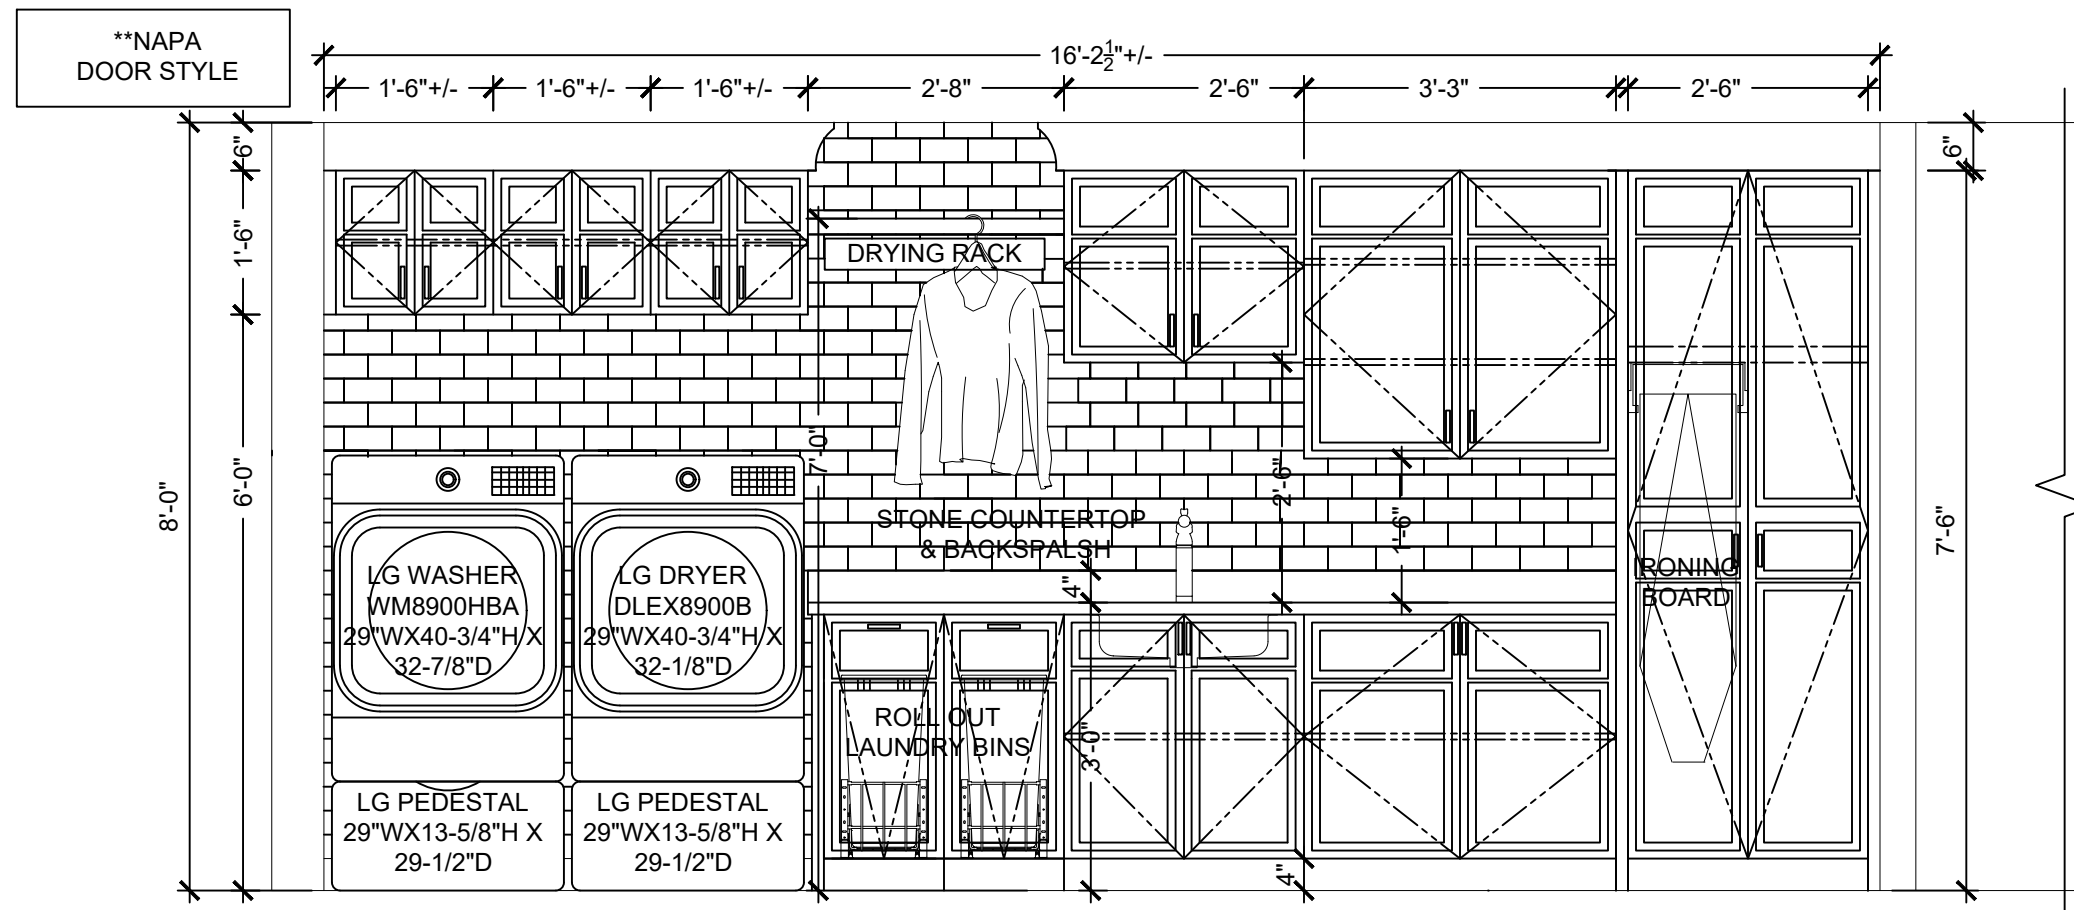 **NAPA
DOOR STYLE
16'-2½"+/-
1'-6"+/-
1'-6"+/-
1'-6"+/-
2'-8"
2'-6"
3'-3"
2'-6"
6"
6"
1'-6"
DRYING RACK
8'-0"
6'-0"
7'-0"
2'-6"
1'-6"
7'-6"
STONE COUNTERTOP
& BACKSPALSH
4"
LG WASHER
WM8900HBA
29"WX40-3/4"H X
32-7/8"D
LG DRYER
DLEX8900B
29"WX40-3/4"H X
32-1/8"D
RONING
BOARD
ROLL OUT
LAUNDRY BINS
3'-0"
LG PEDESTAL
29"WX13-5/8"H X
29-1/2"D
LG PEDESTAL
29"WX13-5/8"H X
29-1/2"D
4"